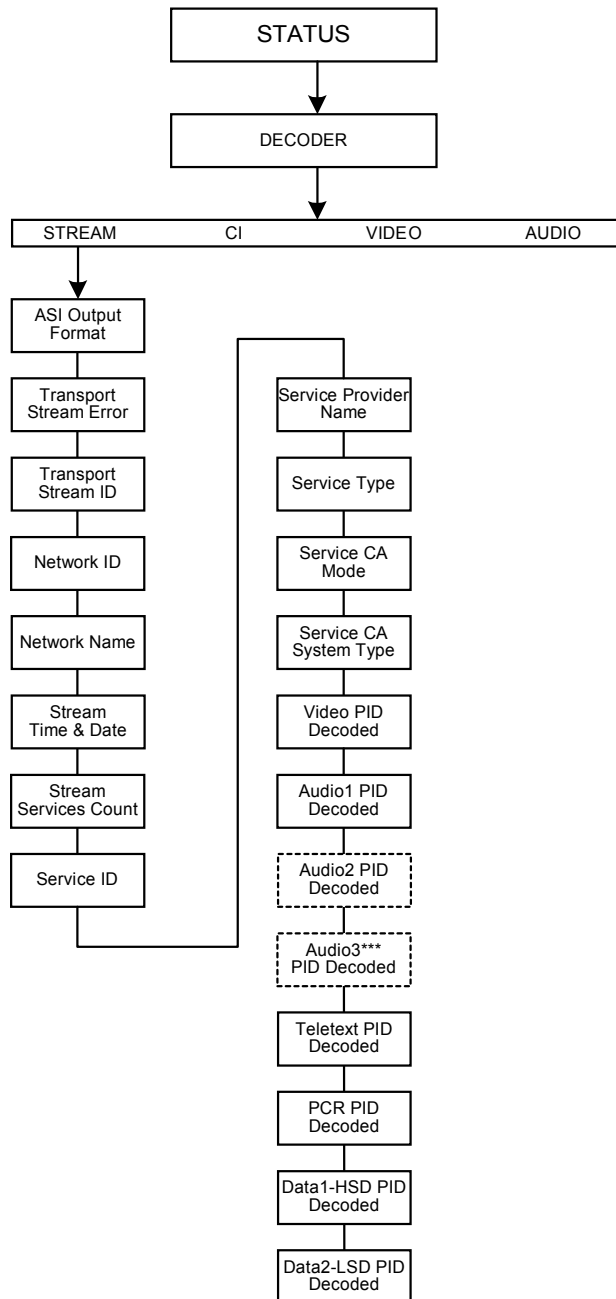 STATUS
DECODER
STREAM CI VIDEO AUDIO
ASI Output
Format
Transport
Stream Error
Transport
Stream ID
Network ID
Network Name
Stream
Time & Date
Stream
Services Count
Service ID
Service Provider
Name
Service Type
Service CA
Mode
Service CA
System Type
Video PID
Decoded
Audio1 PID
Decoded
Audio2 PID
Decoded
Audio3***
PID Decoded
Teletext PID
Decoded
PCR PID
Decoded
Data1-HSD PID
Decoded
Data2-LSD PID
Decoded